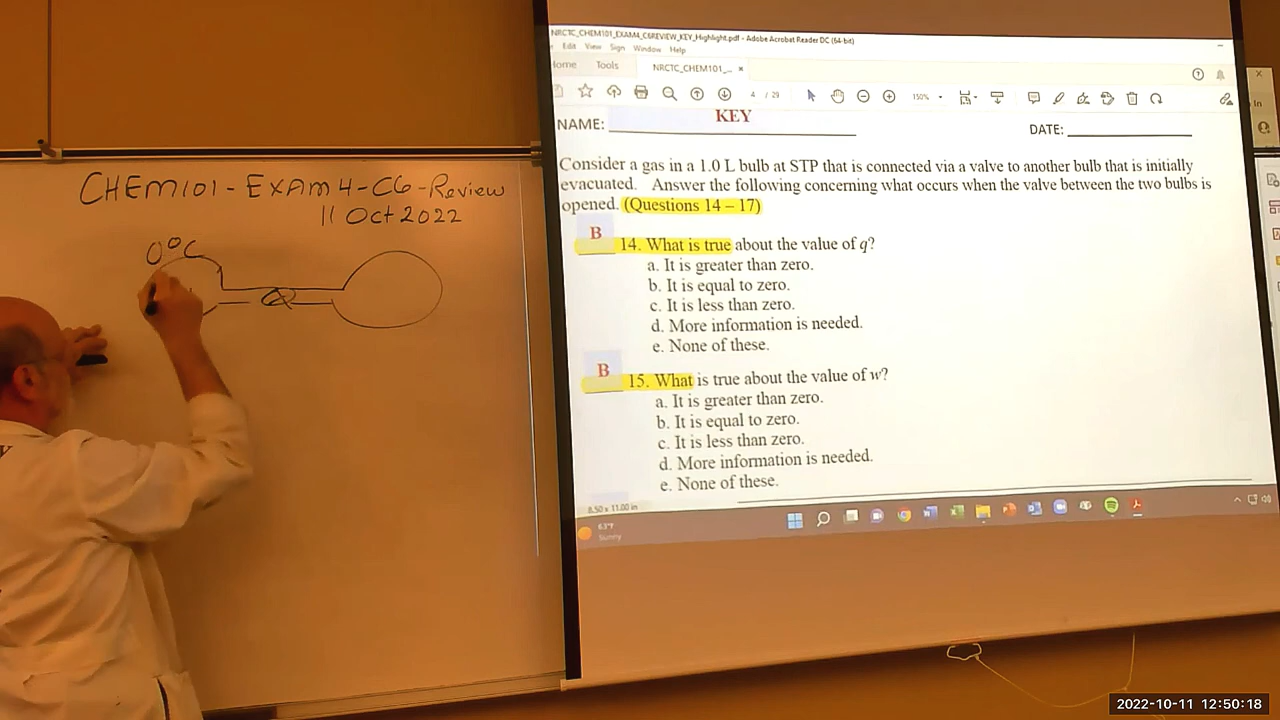 NRCTC_CHEM101_EXAM4_C6REVIEW_KEY_Highlight.pdf - Adobe Acrobat Reader DC (64-bit)
Edit View Sign Window Help
Home Tools NRCTC_CHEM101_... ×
4 / 29 150%
NAME: KEY DATE:
Consider a gas in a 1.0 L bulb at STP that is connected via a valve to another bulb that is initially
evacuated. Answer the following concerning what occurs when the valve between the two bulbs is
opened. (Questions 14 – 17)
B 14. What is true about the value of q?
a. It is greater than zero.
b. It is equal to zero.
c. It is less than zero.
d. More information is needed.
e. None of these.
B 15. What is true about the value of w?
a. It is greater than zero.
b. It is equal to zero.
c. It is less than zero.
d. More information is needed.
e. None of these.
8.50 x 11.00 in
63°F
Sunny
CHEM101 - EXAM 4 - C6 - Review
11 Oct 2022
0°C
2022-10-11 12:50:18